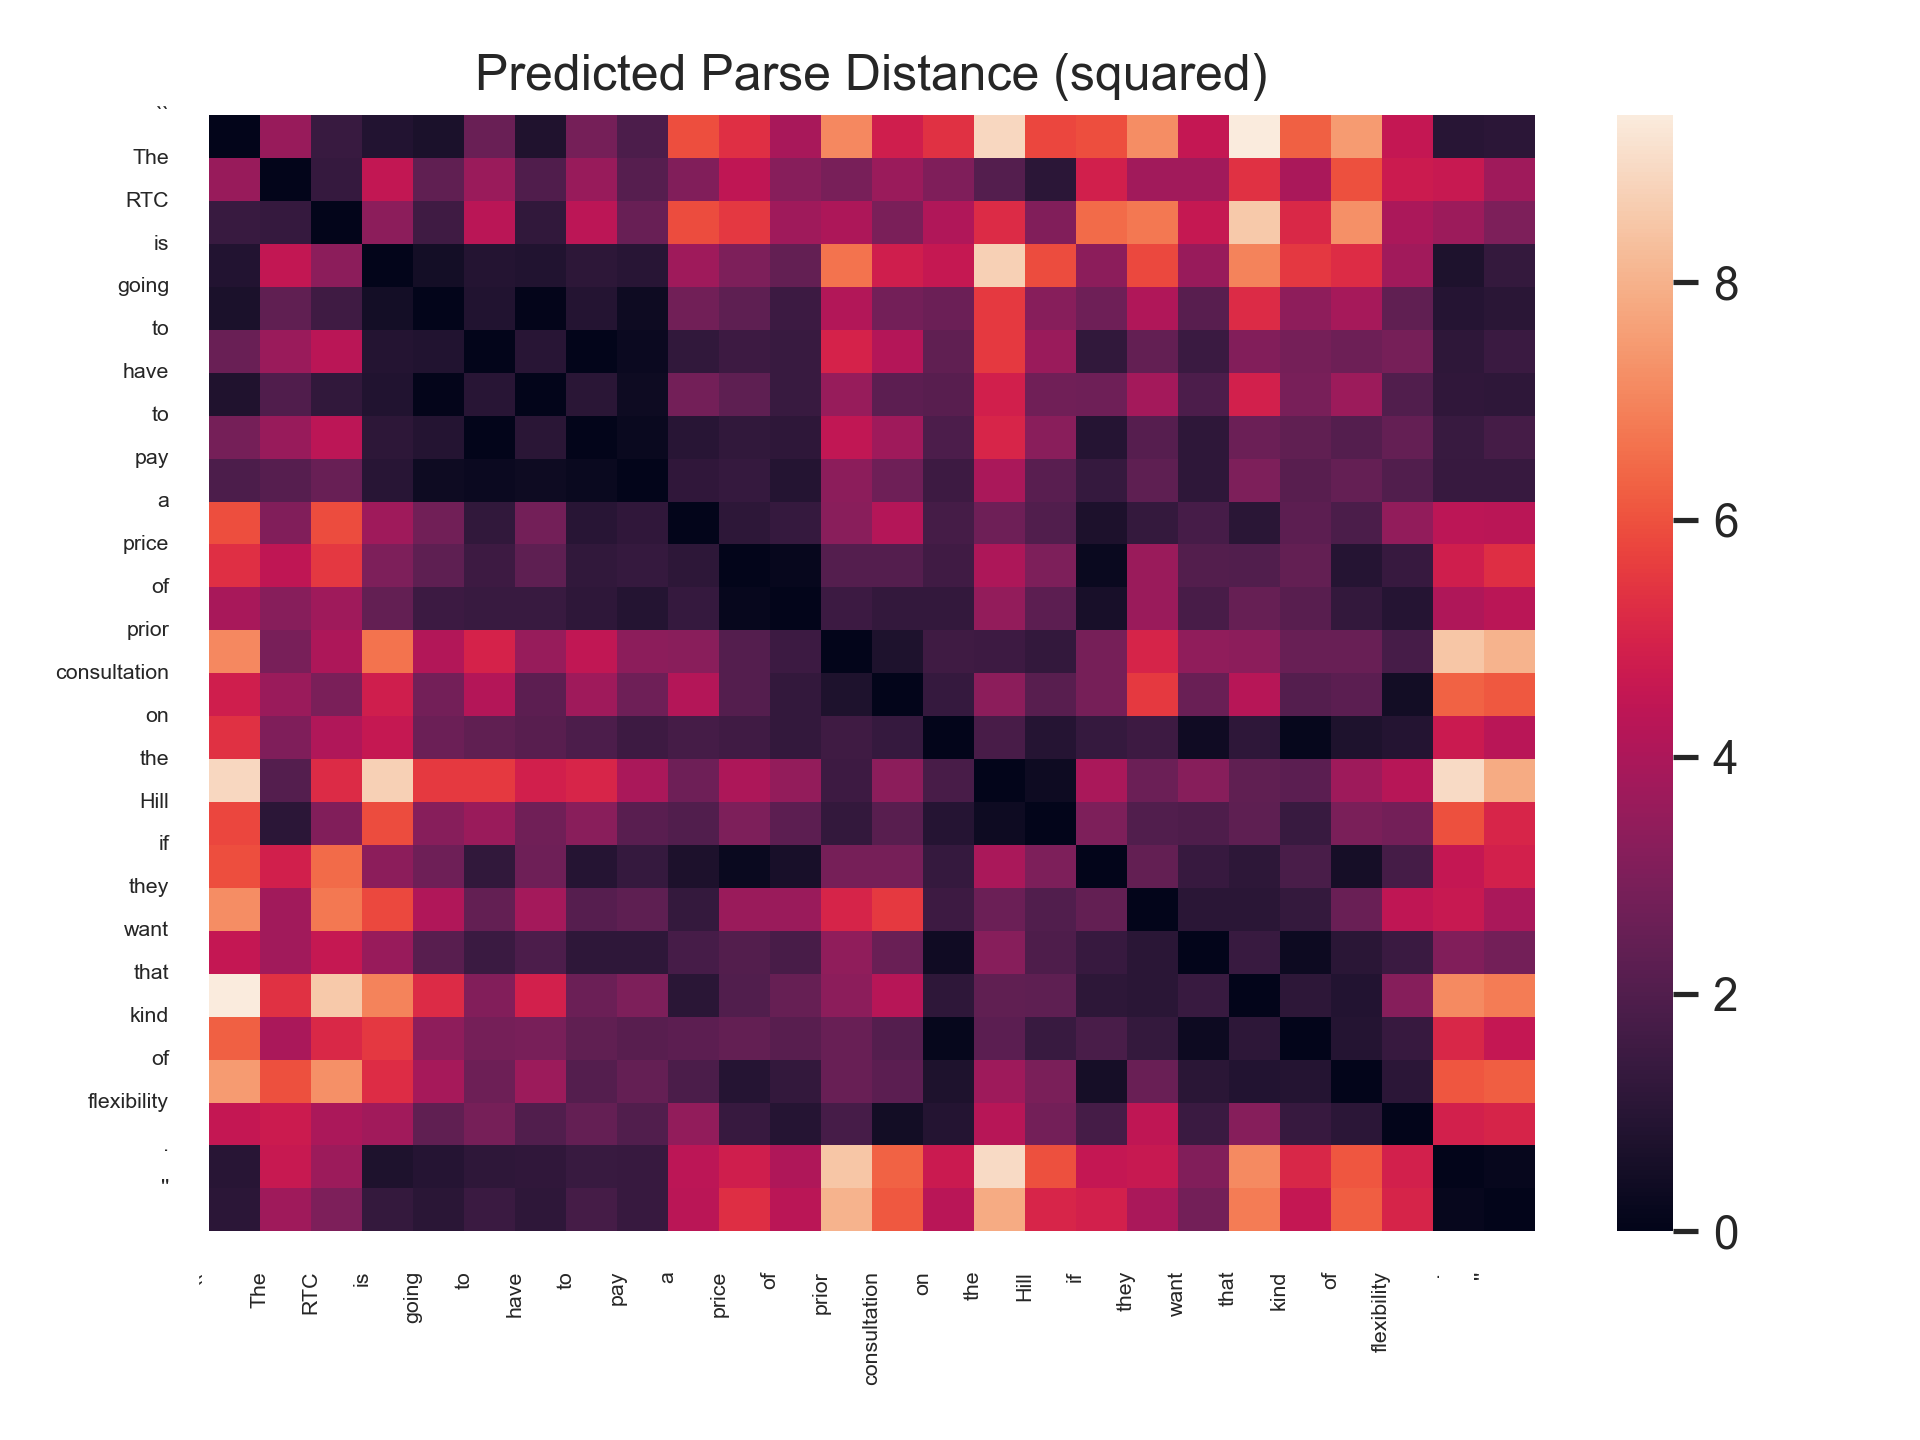 Predicted Parse Distance (squared)
``
The
RTC
is
going
to
have
to
pay
a
price
of
prior
consultation
on
the
Hill
if
they
want
that
kind
of
flexibility
.
''
8
6
4
2
0
`` The RTC is going to have to pay a price of prior consultation on the Hill if they want that kind of flexibility . ''